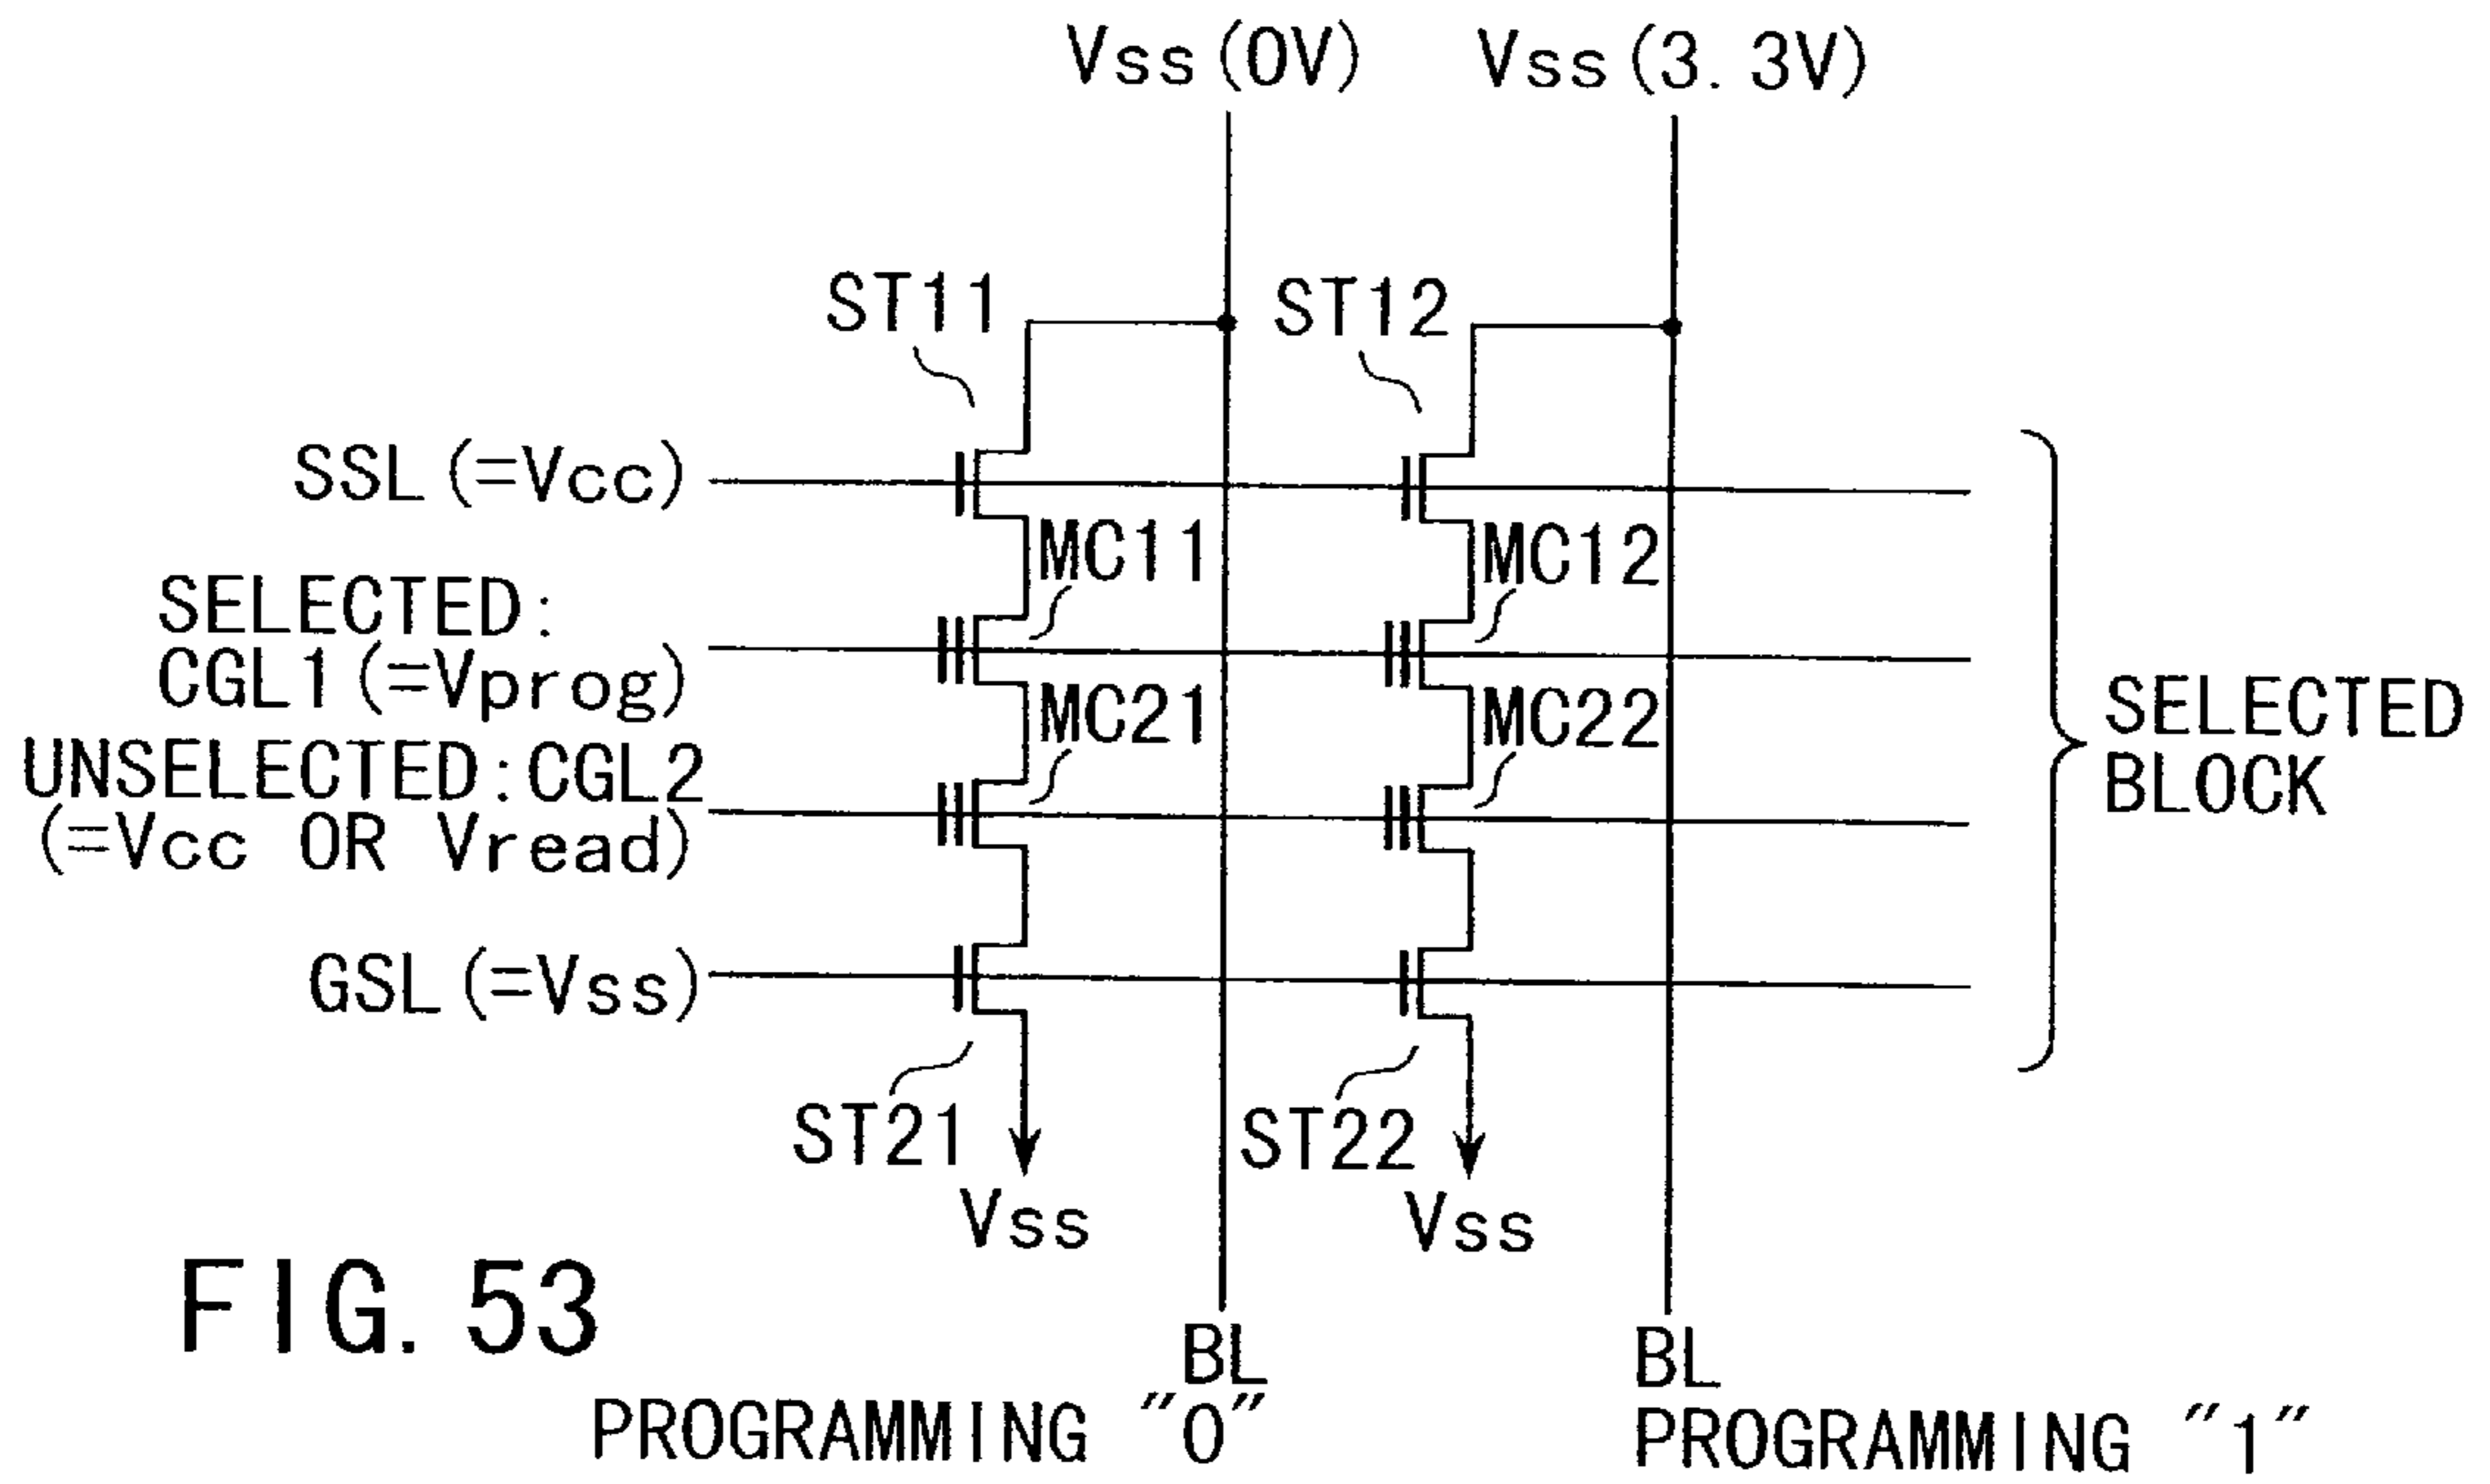 Vss(0V)
Vss(3.3V)
ST11
ST12
SSL(=Vcc)
MC11
MC12
SELECTED:
CGL1(=Vprog)
MC21
MC22
UNSELECTED:CGL2
(=Vcc OR Vread)
SELECTED
BLOCK
GSL(=Vss)
ST21
ST22
Vss
Vss
FIG. 53
BL
PROGRAMMING "0"
BL
PROGRAMMING "1"